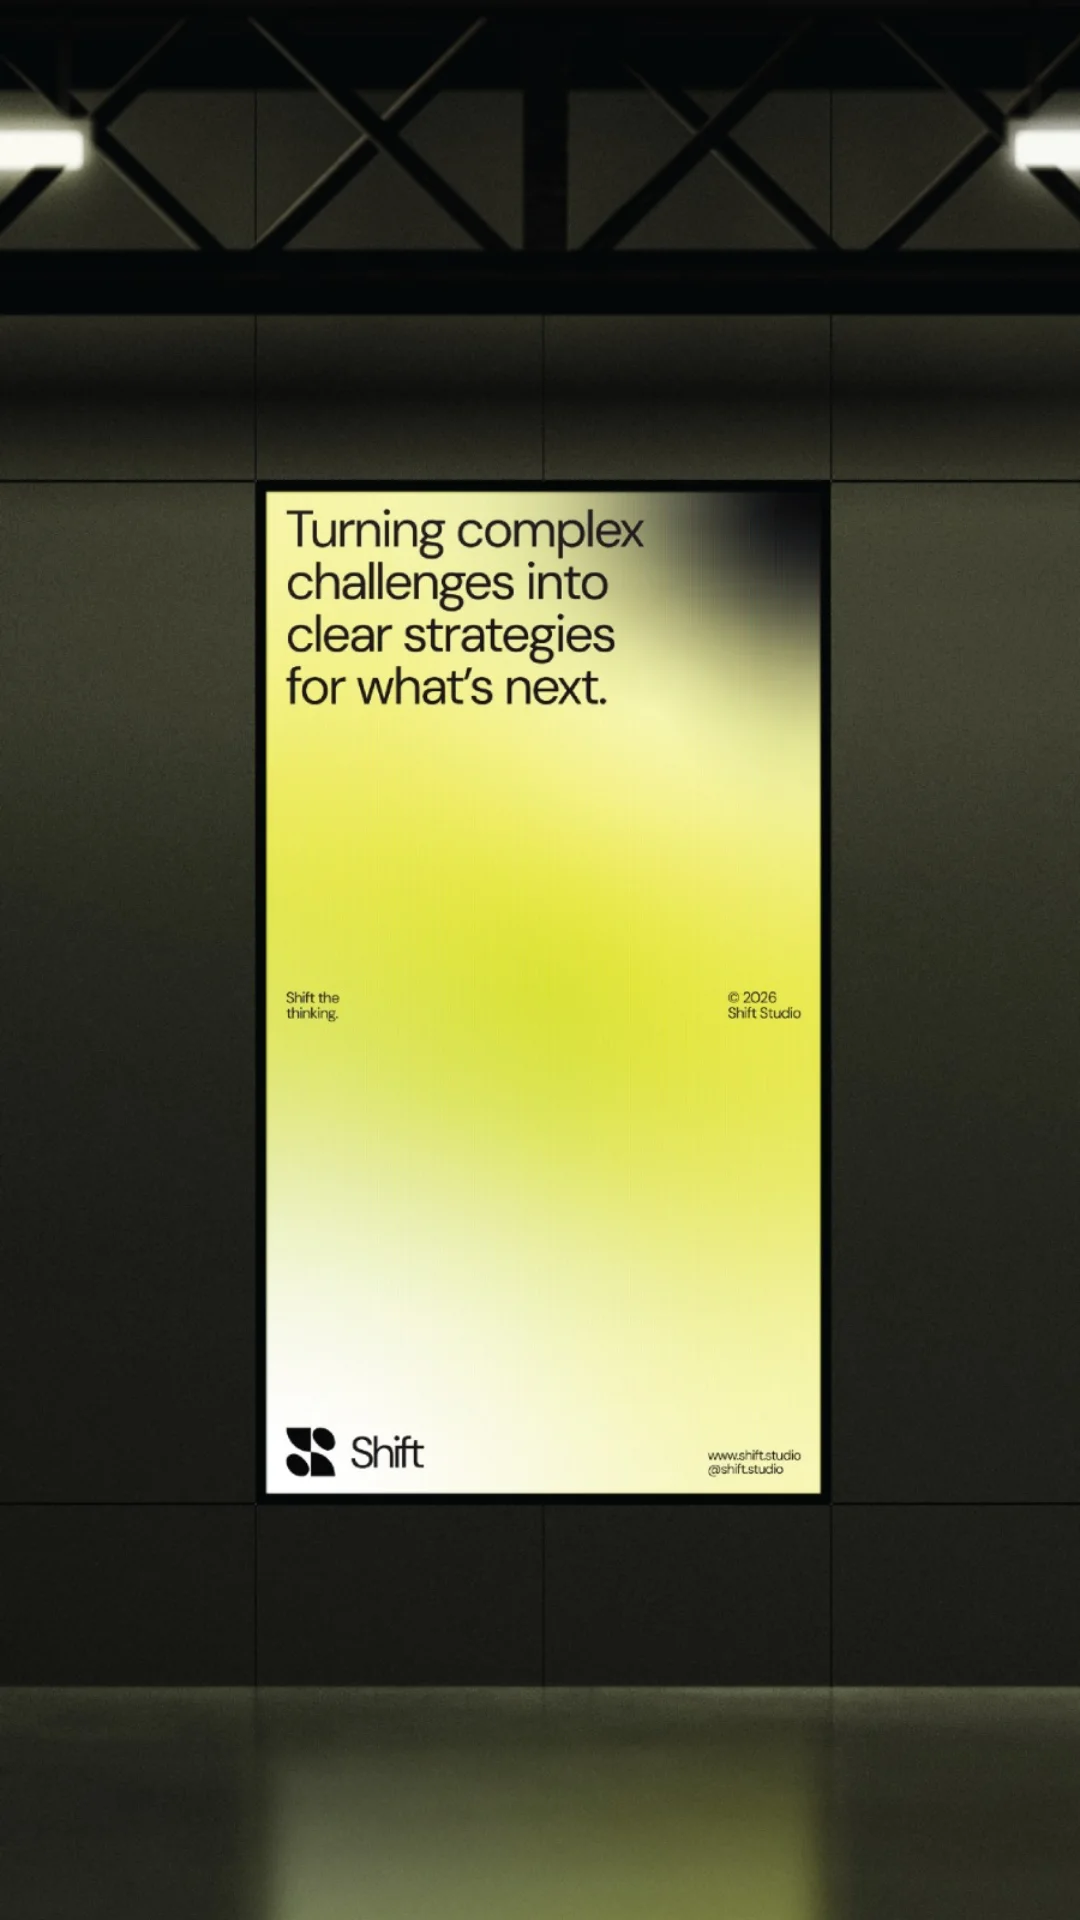 Turning complex
challenges into
clear strategies
for what’s next.
Shift the
thinking.
© 2026
Shift Studio
Shift
www.shift.studio
@shift.studio